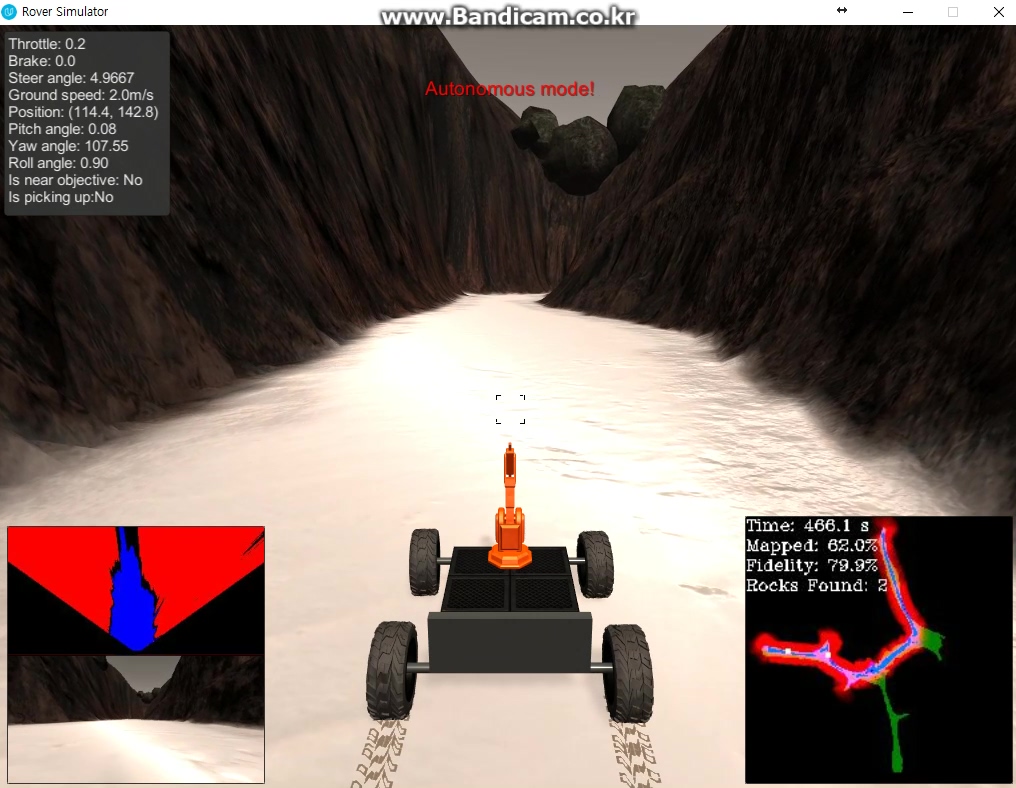 Rover Simulator
www.Bandicam.co.kr
Throttle: 0.2
Brake: 0.0
Steer angle: 4.9667
Ground speed: 2.0m/s
Position: (114.4, 142.8)
Pitch angle: 0.08
Yaw angle: 107.55
Roll angle: 0.90
Is near objective: No
Is picking up:No
Autonomous mode!
Time: 466.1 s
Mapped: 62.0%
Fidelity: 79.9%
Rocks Found: 2